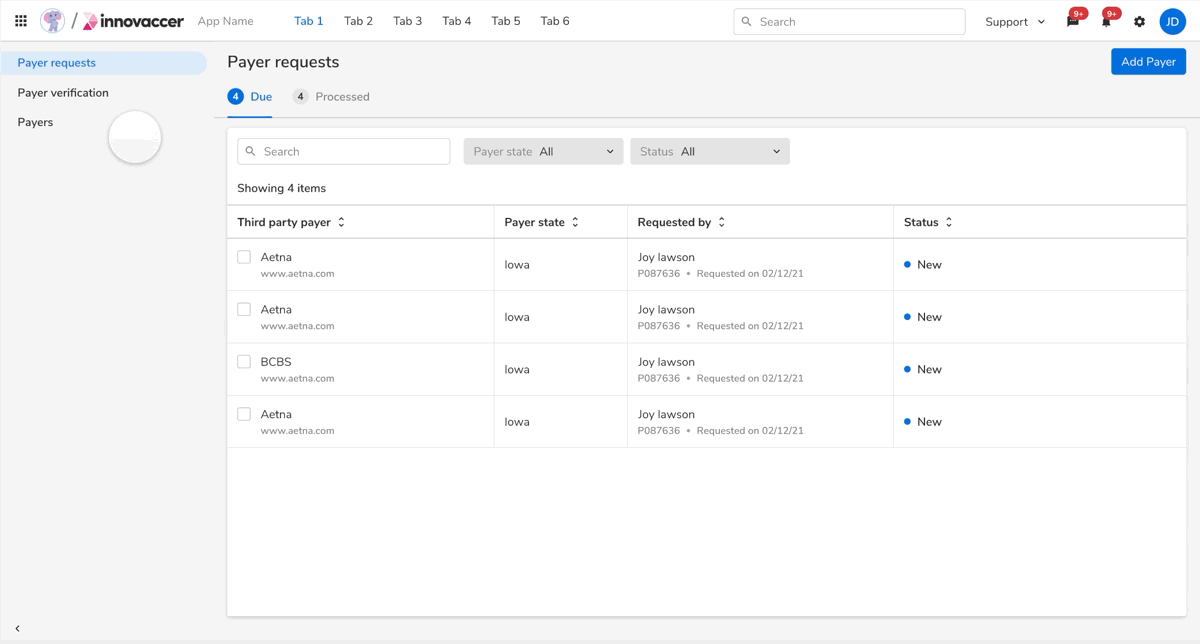 / innovaccer App Name Tab 1 Tab 2 Tab 3 Tab 4 Tab 5 Tab 6 Search Support 9+ 9+ JD
Payer requests
Payer verification
Payers
Payer requests Add Payer
4 Due 4 Processed
Search Payer state All Status All
Showing 4 items
Third party payer Payer state Requested by Status
Aetna Iowa Joy lawson New
www.aetna.com P087636 • Requested on 02/12/21
Aetna Iowa Joy lawson New
www.aetna.com P087636 • Requested on 02/12/21
BCBS Iowa Joy lawson New
www.aetna.com P087636 • Requested on 02/12/21
Aetna Iowa Joy lawson New
www.aetna.com P087636 • Requested on 02/12/21